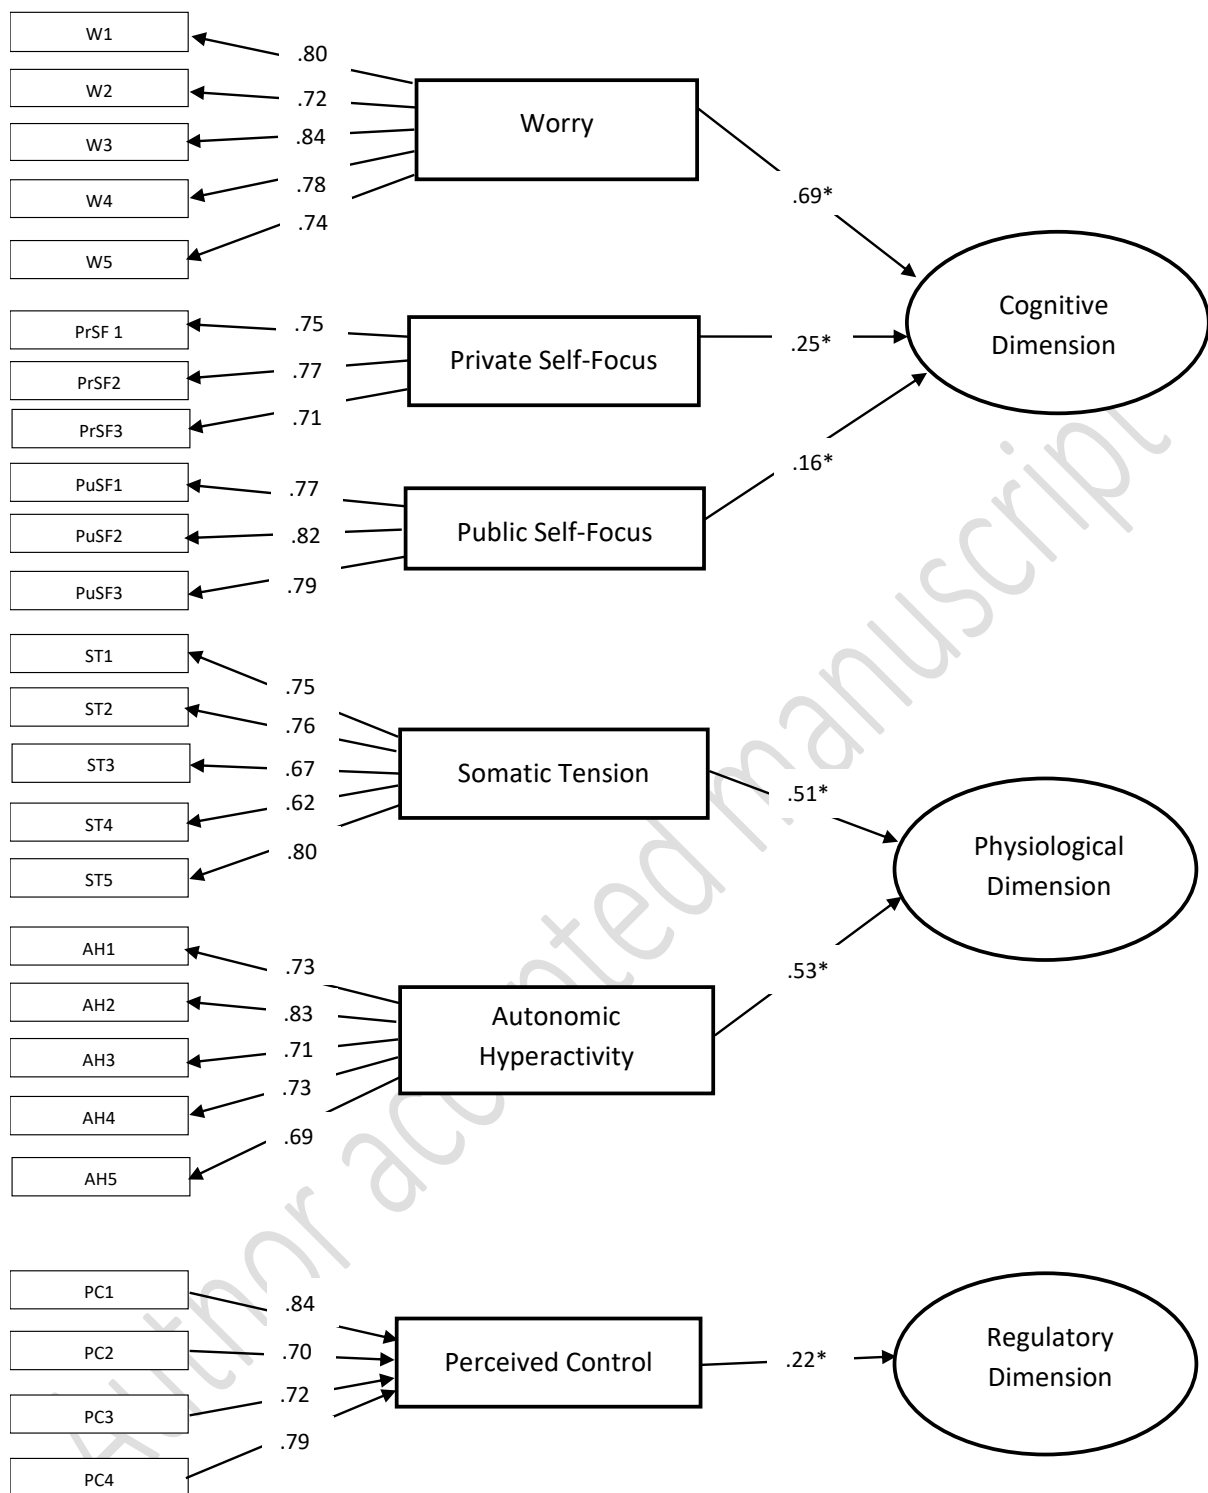 W1
.80
W2
.72
Worry
W3
.84
W4
.78
.69*
W5
.74
Cognitive
Dimension
PrSF 1
.75
Private Self-Focus
.25*
PrSF2
.77
PrSF3
.71
.16*
PuSF1
.77
PuSF2
.82
Public Self-Focus
PuSF3
.79
ST1
.75
ST2
.76
ST3
.67
Somatic Tension
.51*
ST4
.62
ST5
.80
Physiological
Dimension
AH1
.73
.53*
AH2
.83
Autonomic
Hyperactivity
AH3
.71
AH4
.73
AH5
.69
PC1
.84
PC2
.70
Perceived Control
.22*
Regulatory
Dimension
PC3
.72
PC4
.79
Author accepted manuscript